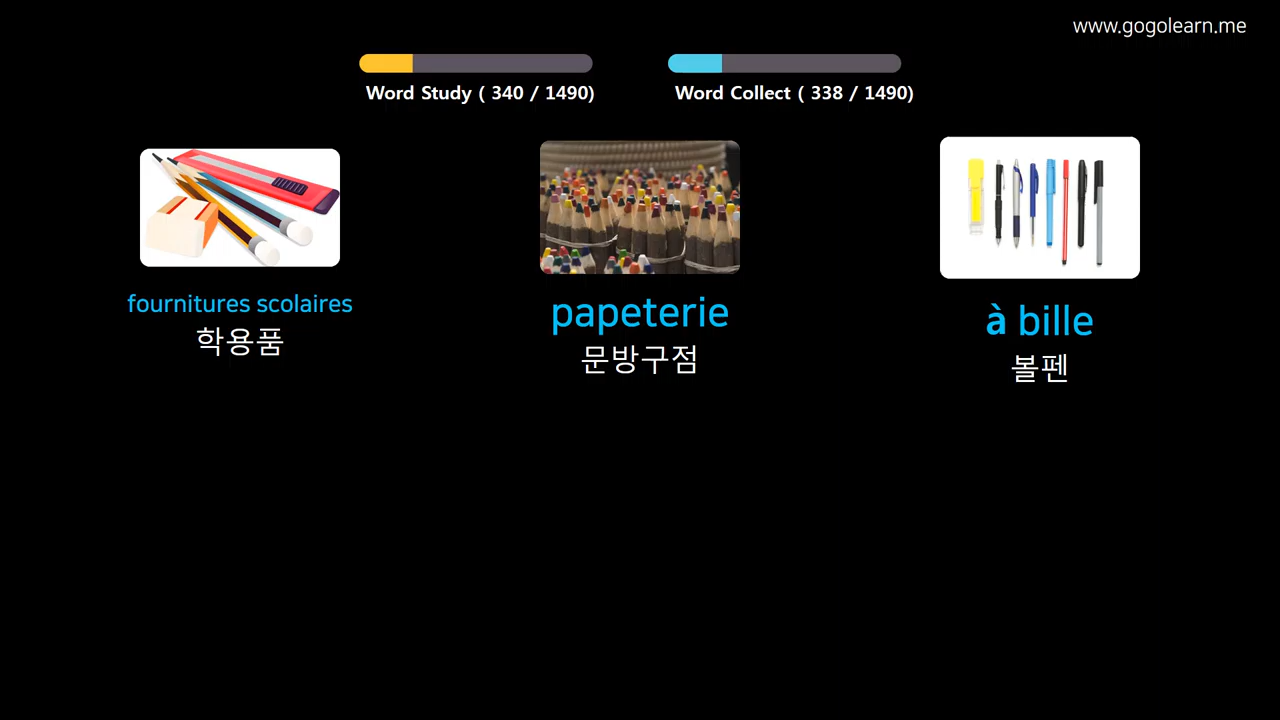 www.gogolearn.me
Word Study ( 340 / 1490)
Word Collect ( 338 / 1490)
fournitures scolaires
학용품
papeterie
문방구점
à bille
볼펜